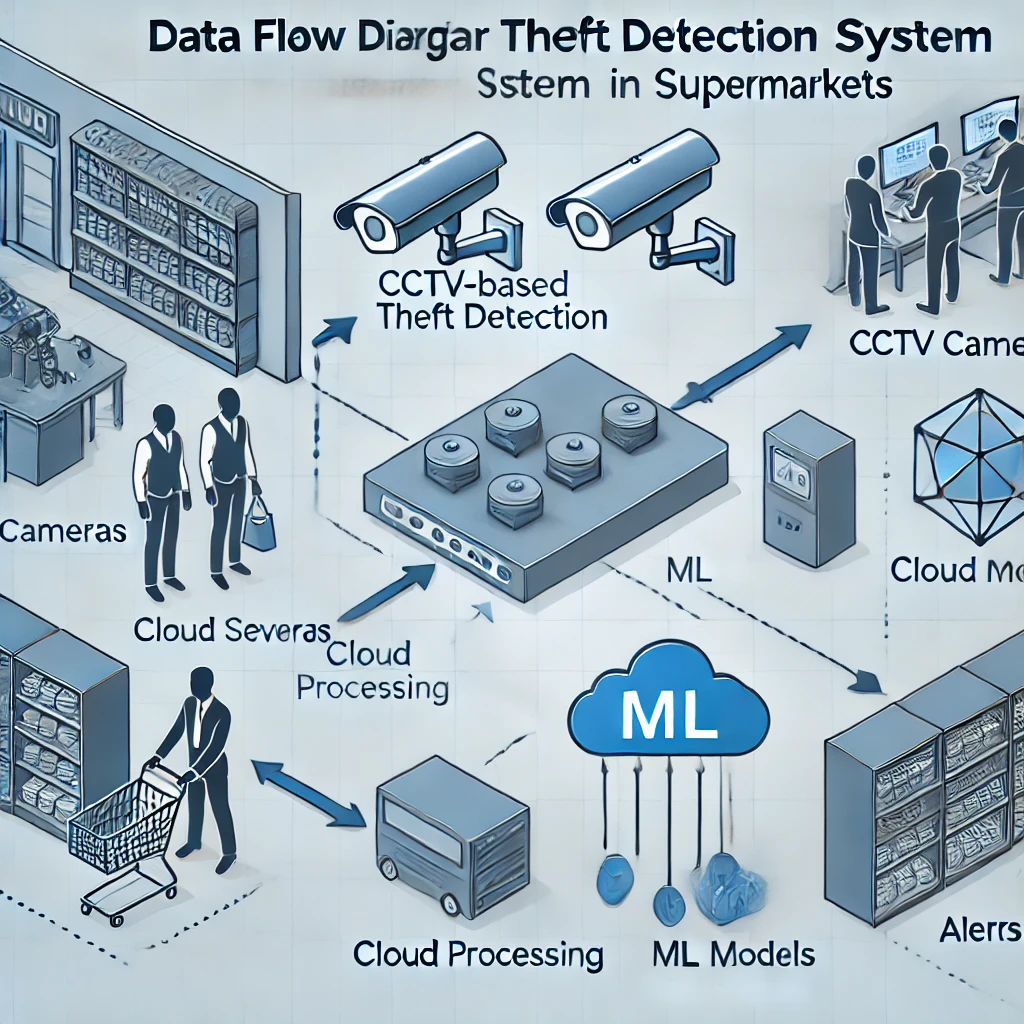 Data Flow Diargar Theft Detection System
Sstem in Supermarkets
CCTV-based
Theft Detection
CCTV Came
Cameras
ML
Cloud Mo
Cloud Severas
Cloud
Processing
ML
Cloud Processing
ML Models
Alerrs